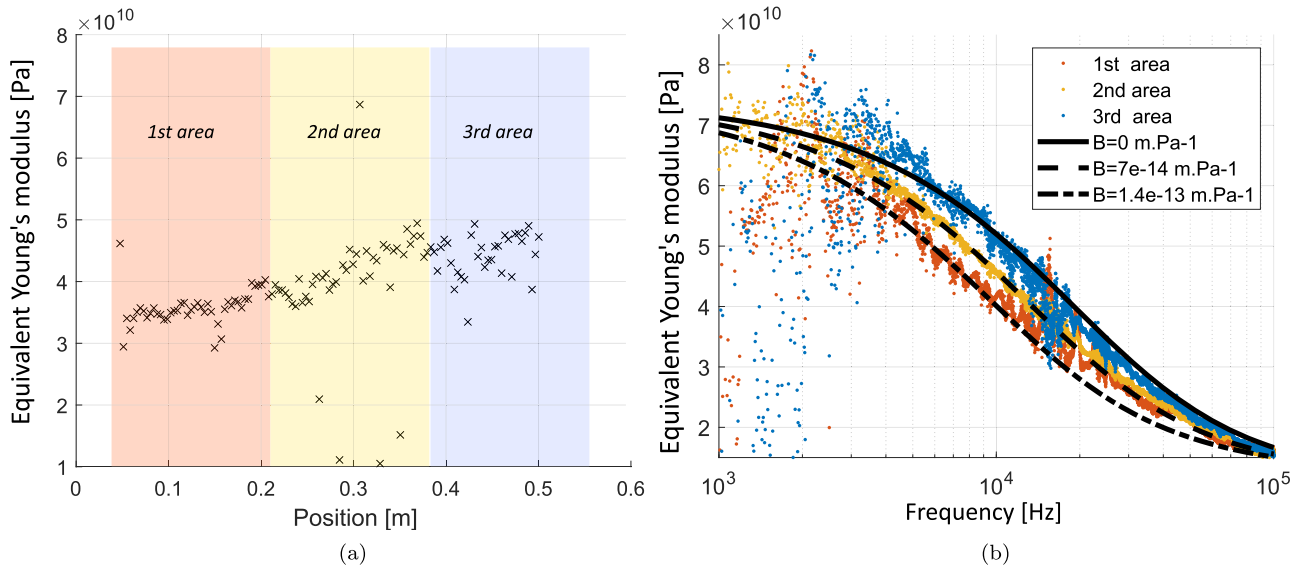 ×10^10
Equivalent Young's modulus [Pa]
8
7
6
5
4
3
2
1
1st area
2nd area
3rd area
0
0.1
0.2
0.3
0.4
0.5
0.6
Position [m]
(a)
×10^10
Equivalent Young's modulus [Pa]
8
7
6
5
4
3
2
1st area
2nd area
3rd area
B=0 m.Pa-1
B=7e-14 m.Pa-1
B=1.4e-13 m.Pa-1
10^3
10^4
10^5
Frequency [Hz]
(b)